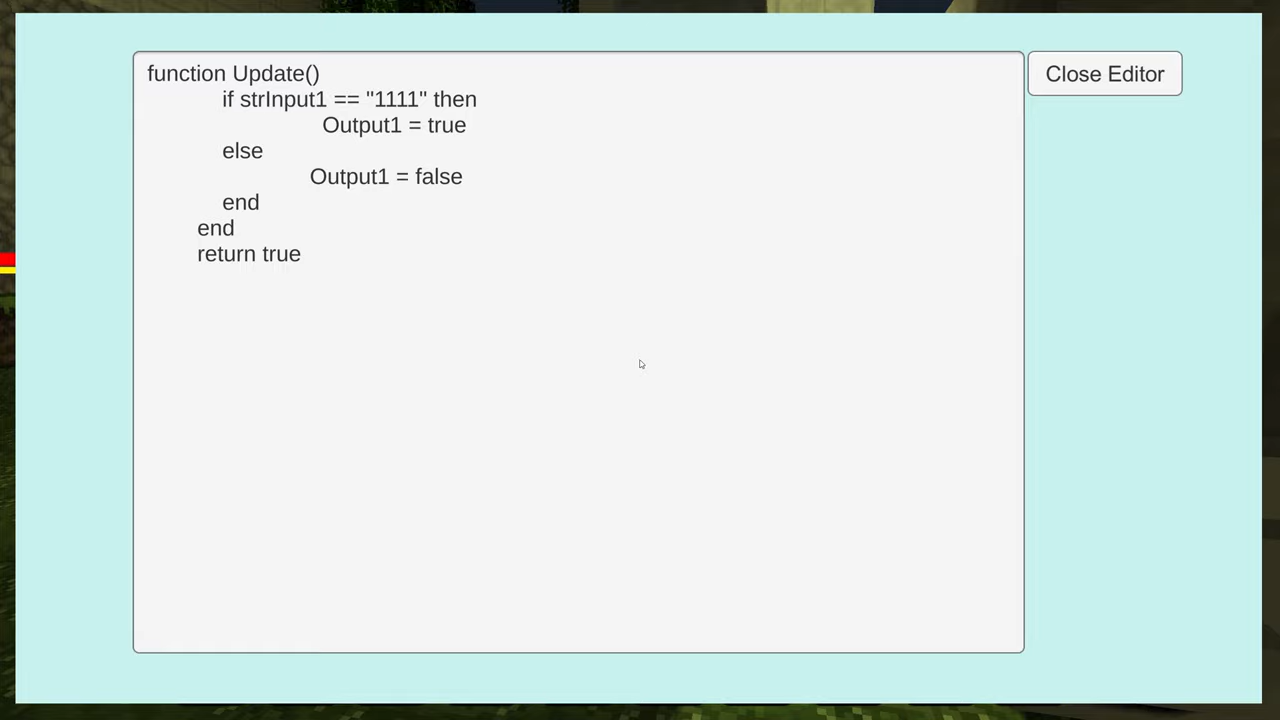 function Update()
if strInput1 == "1111" then
Output1 = true
else
Output1 = false
end
end
return true
Close Editor